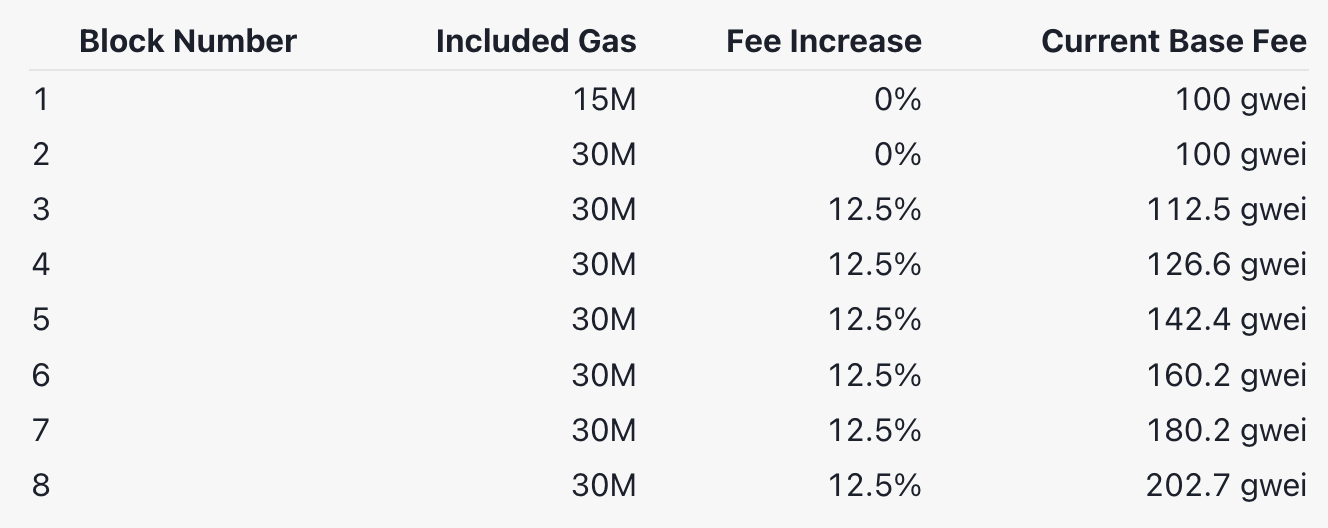 Block Number Included Gas Fee Increase Current Base Fee
1 15M 0% 100 gwei
2 30M 0% 100 gwei
3 30M 12.5% 112.5 gwei
4 30M 12.5% 126.6 gwei
5 30M 12.5% 142.4 gwei
6 30M 12.5% 160.2 gwei
7 30M 12.5% 180.2 gwei
8 30M 12.5% 202.7 gwei